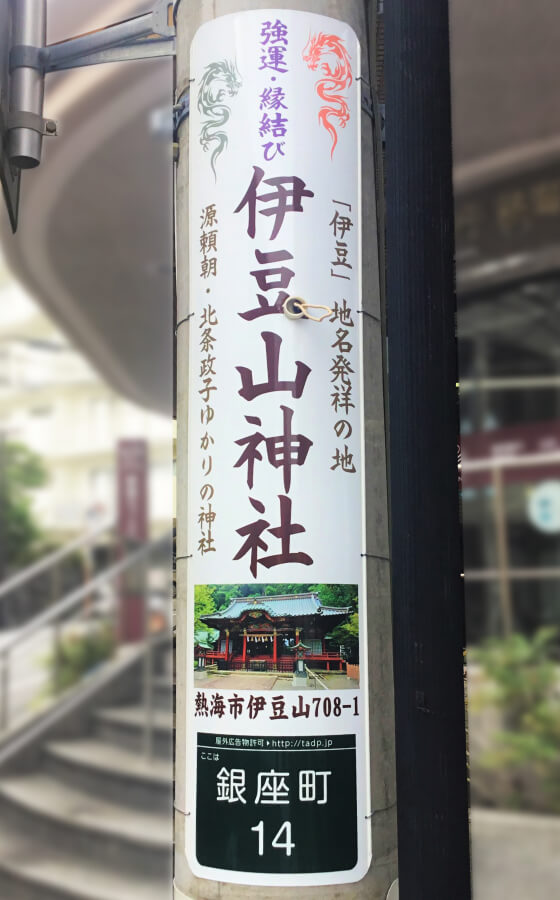 強運・縁結び
「伊豆」地名発祥の地
伊豆山神社
源頼朝・北条政子ゆかりの神社
熱海市伊豆山708-1
屋外広告物許可▶http://tadp.jp
ここは
銀座町
14